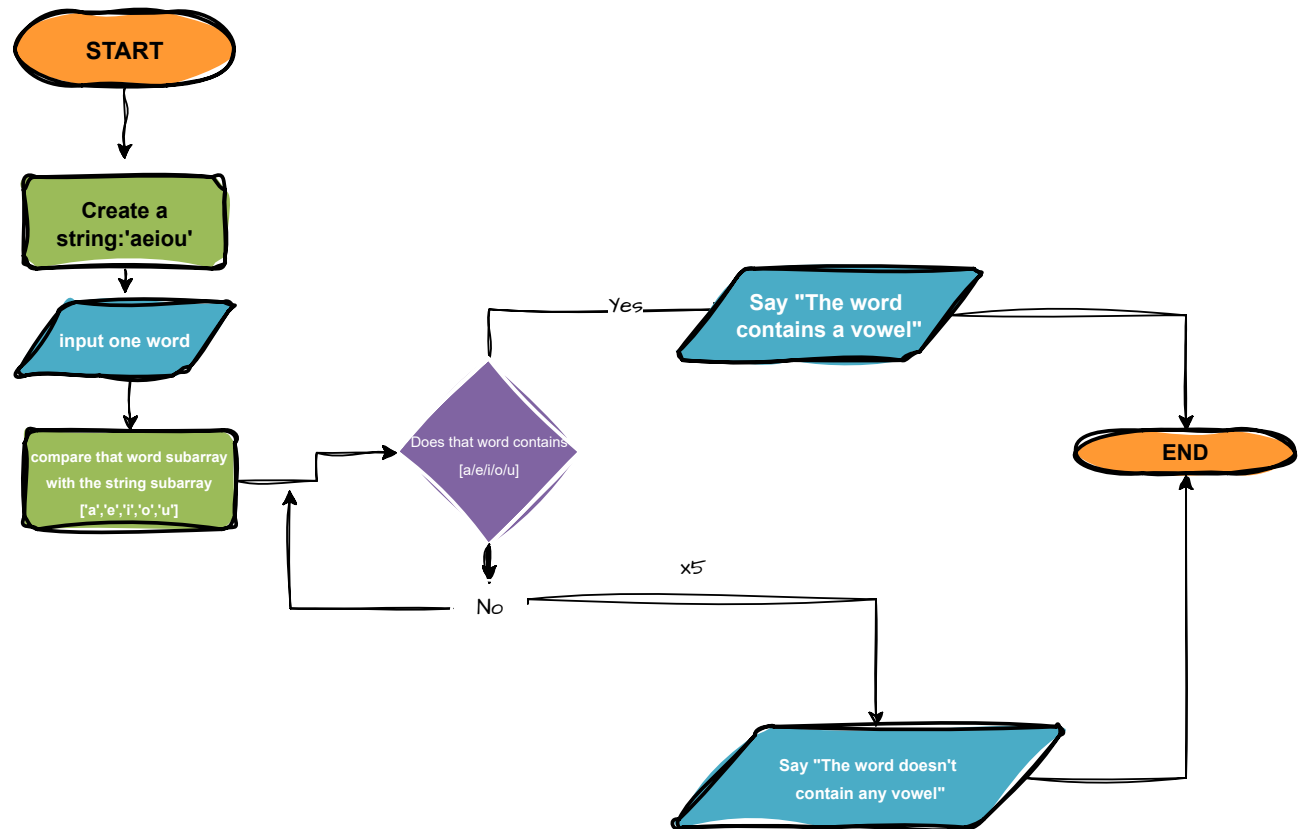 START
Create a
string:'aeiou'
input one word
compare that word subarray
with the string subarray
['a','e','i','o','u']
Does that word contains
[a/e/i/o/u]
Yes
Say "The word
contains a vowel"
END
No
x5
Say "The word doesn't
contain any vowel"